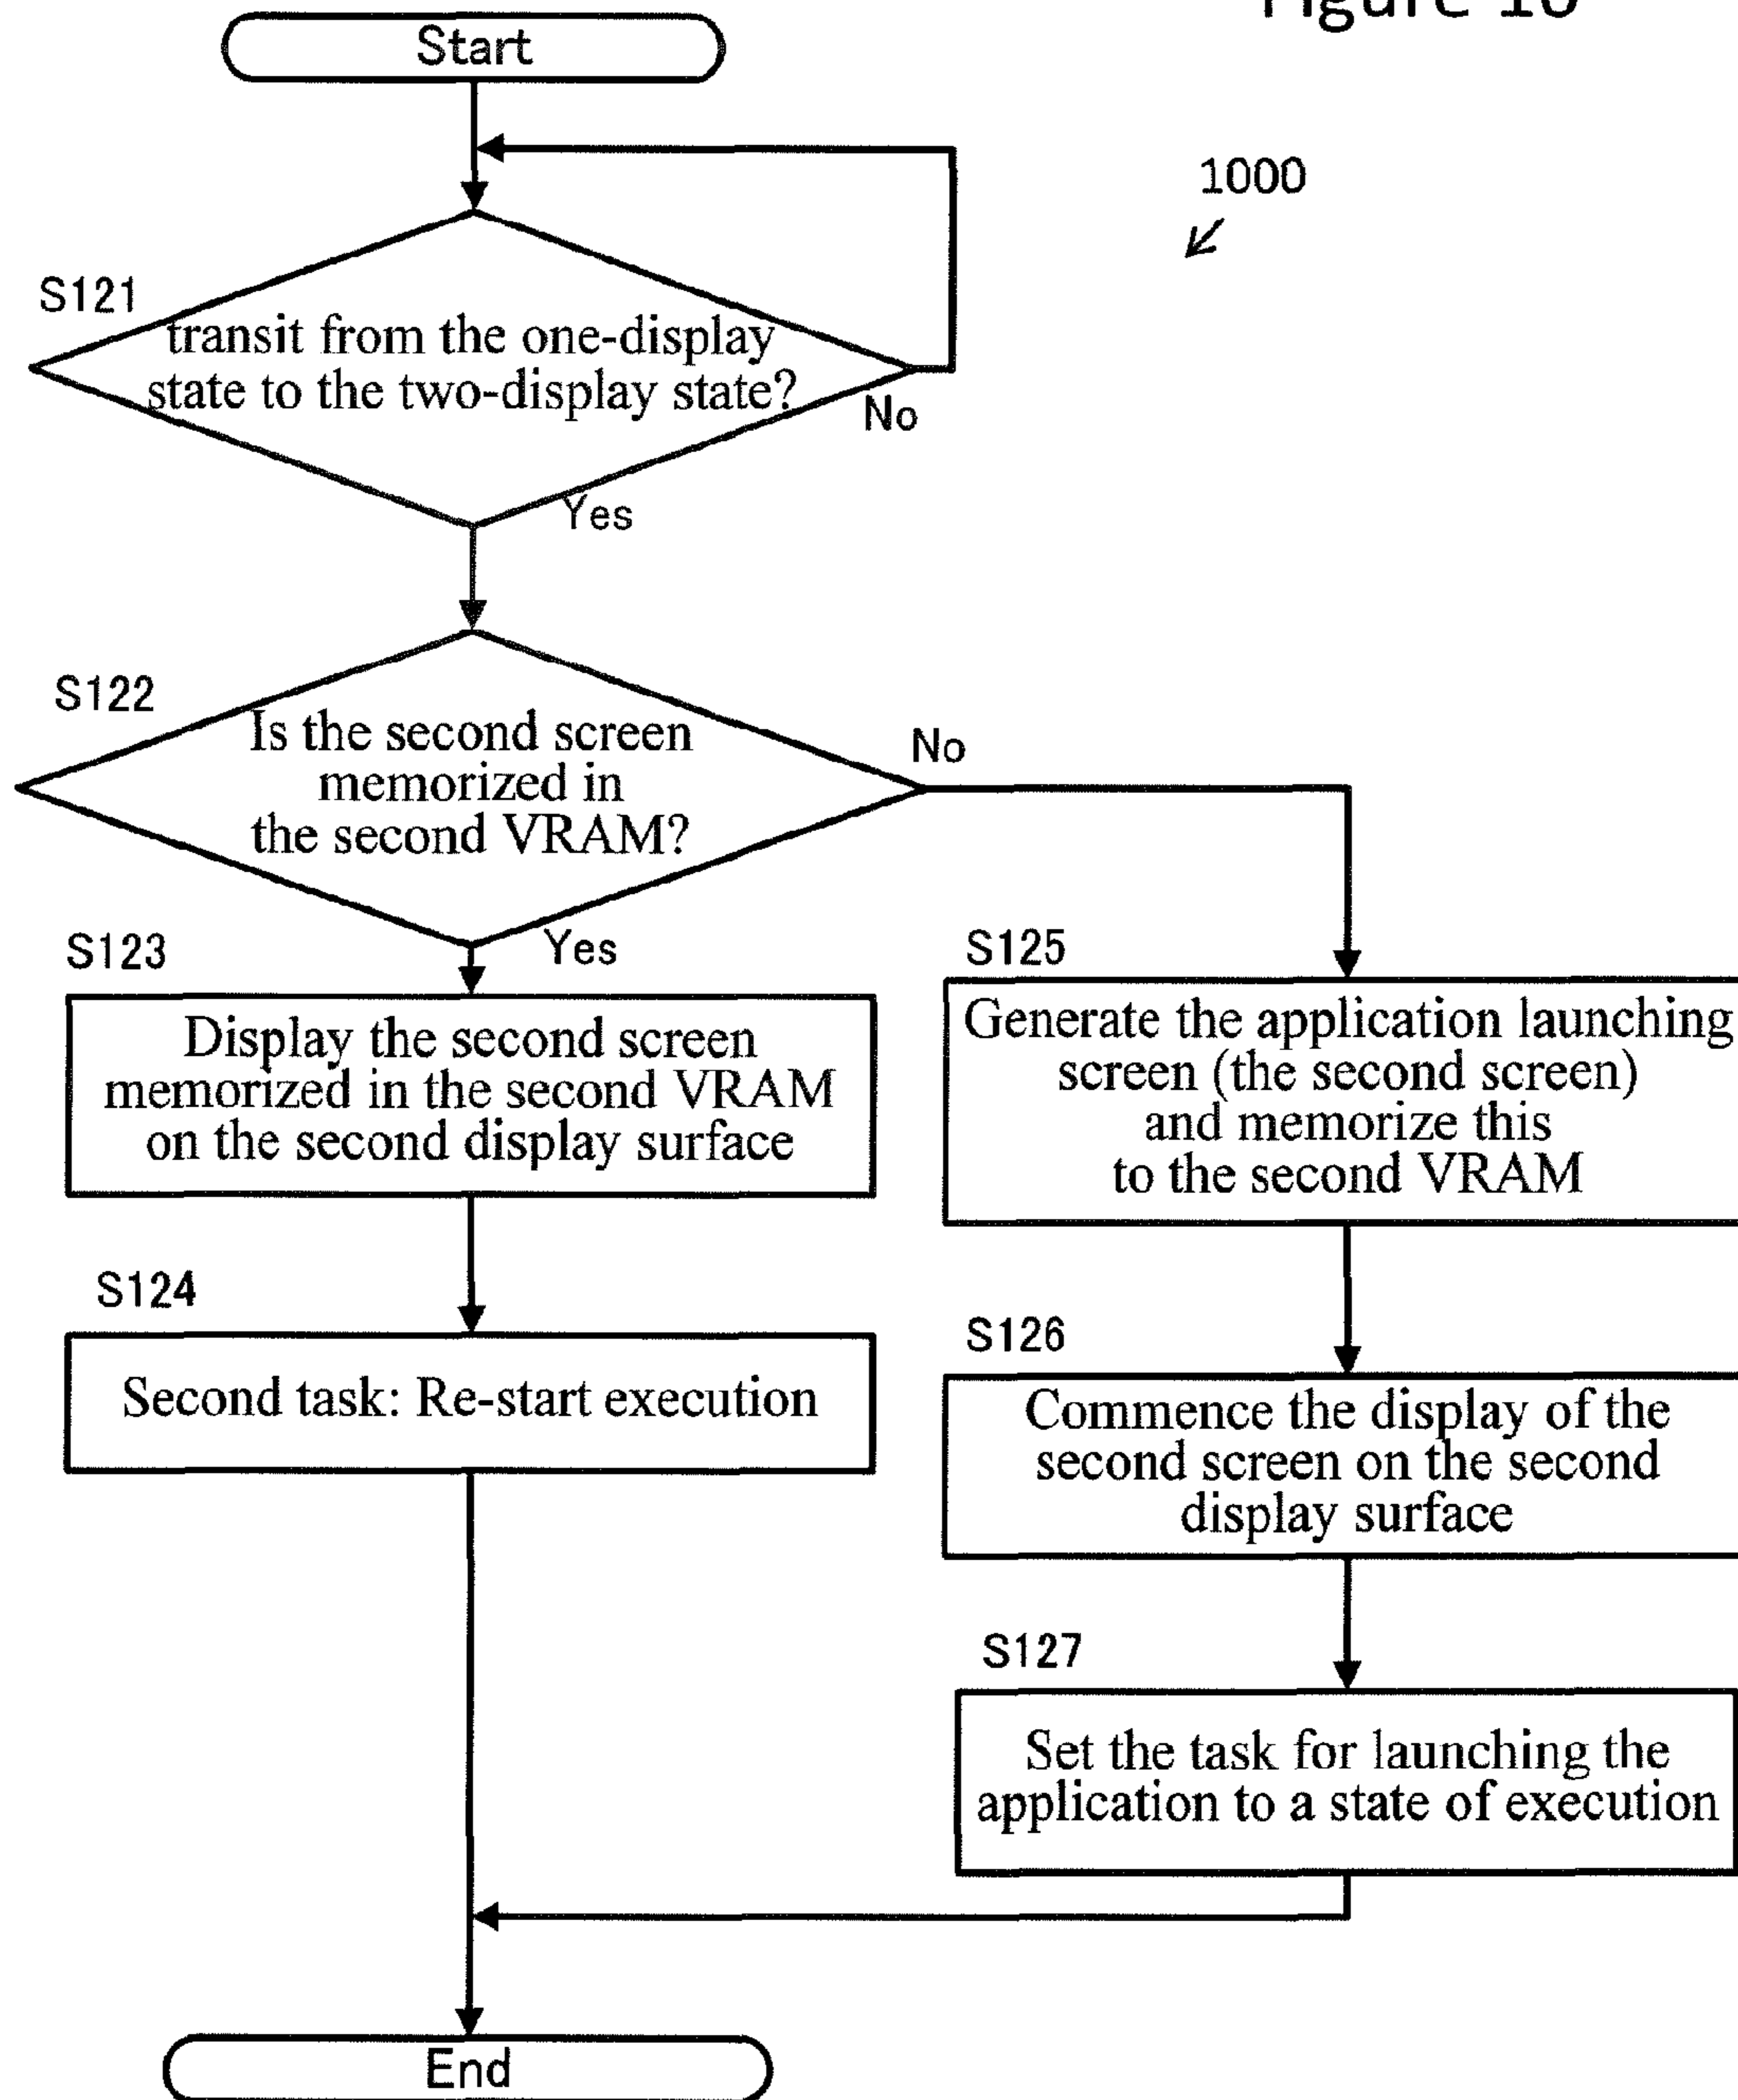 Figure 10
Start
1000
S121
transit from the one-display
state to the two-display state?
No
Yes
S122
Is the second screen
memorized in
the second VRAM?
No
Yes
S123
Display the second screen
memorized in the second VRAM
on the second display surface
S124
Second task: Re-start execution
S125
Generate the application launching
screen (the second screen)
and memorize this
to the second VRAM
S126
Commence the display of the
second screen on the second
display surface
S127
Set the task for launching the
application to a state of execution
End